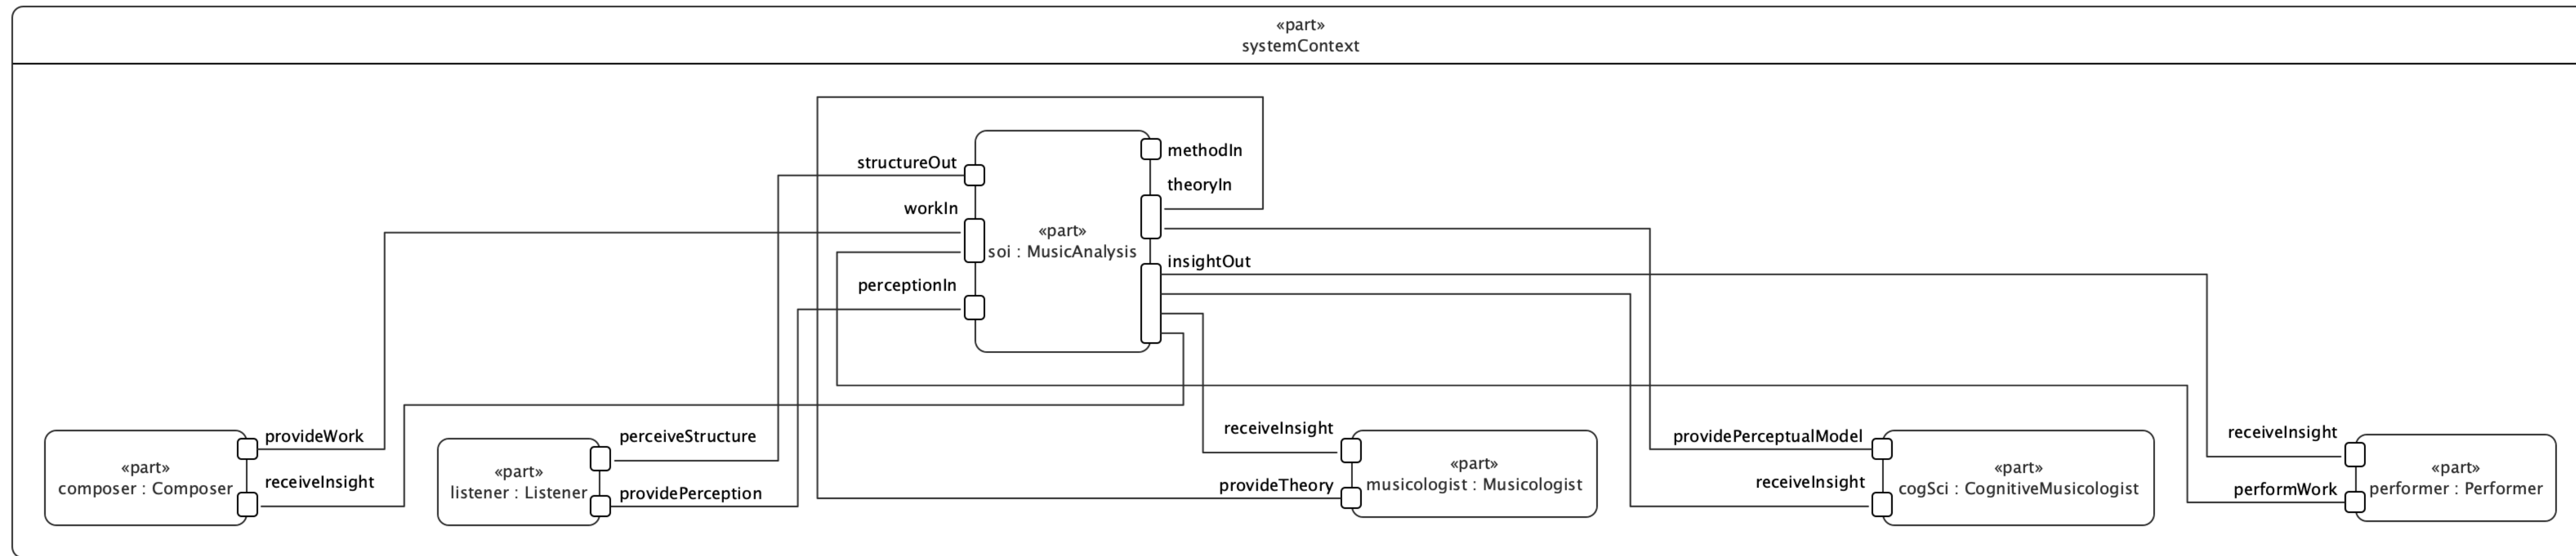 «part»
systemContext
structureOut
methodIn
theoryIn
workIn
«part»
soi : MusicAnalysis
insightOut
perceptionIn
provideWork
«part»
composer : Composer
receiveInsight
perceiveStructure
«part»
listener : Listener
providePerception
receiveInsight
«part»
musicologist : Musicologist
provideTheory
providePerceptualModel
«part»
cogSci : CognitiveMusicologist
receiveInsight
receiveInsight
«part»
performer : Performer
performWork